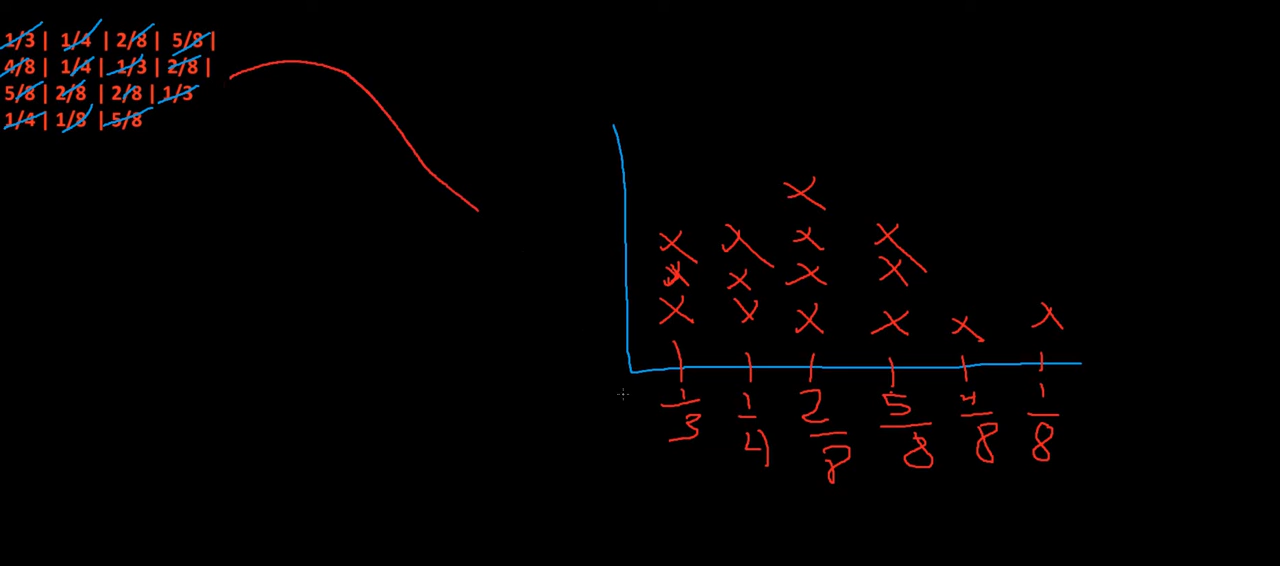 1/3 | 1/4 | 2/8 | 5/8 |
4/8 | 1/4 | 1/3 | 2/8 |
5/8 | 2/8 | 2/8 | 1/3
1/4 | 1/8 | 5/8
X
X X X X
X X X X
X X X X X X
1/3 1/4 2/8 5/8 4/8 1/8